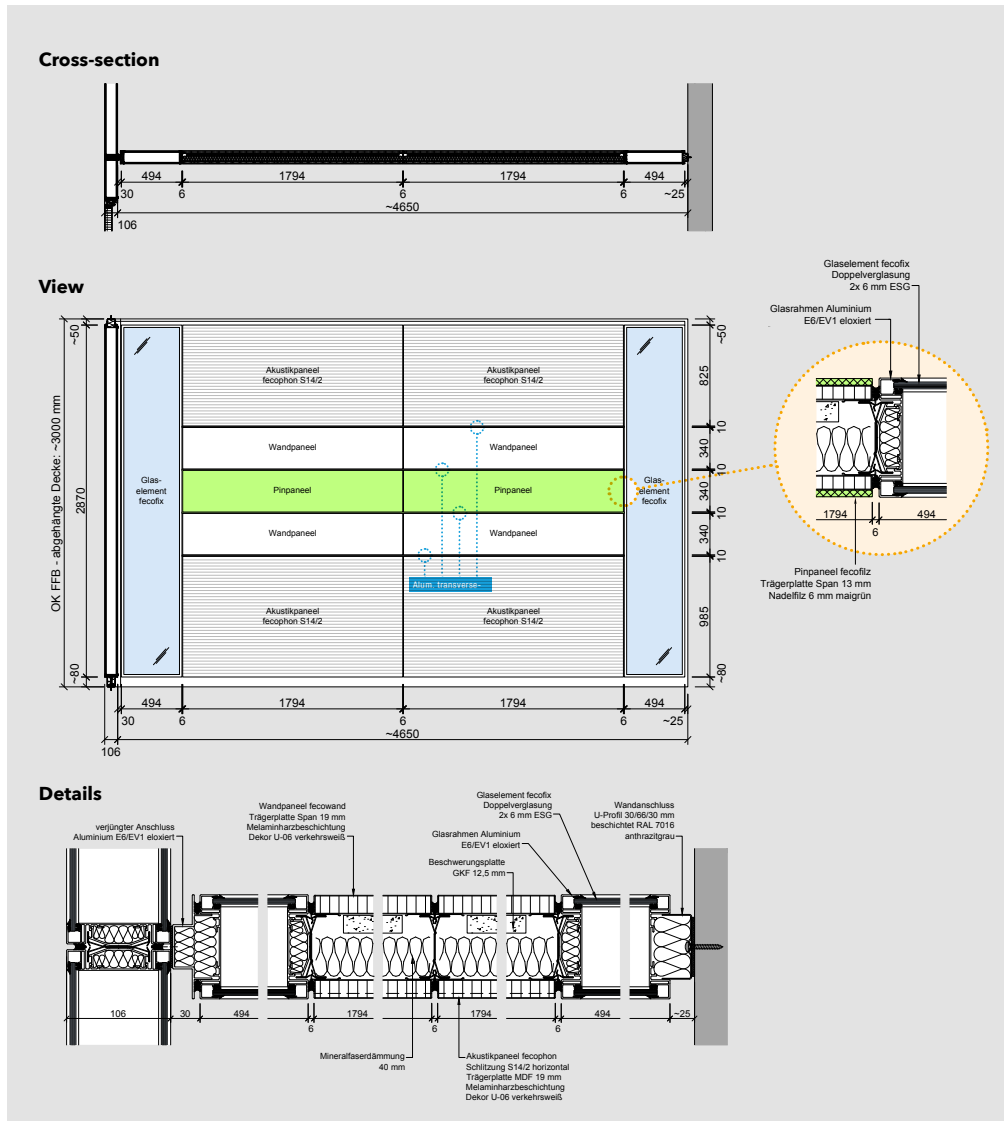 Cross-section
494
1794
1794
494
30
6
6
6
~25
~4650
106
View
Glaselement fecofix
Doppelverglasung
2x 6 mm ESG
Glasrahmen Aluminium
E6/EV1 eloxiert
OK FFB - abgehängte Decke: ~3000 mm
~50
2870
~80
Akustikpaneel
fecophon S14/2
Akustikpaneel
fecophon S14/2
Wandpaneel
Wandpaneel
Glas-
element
fecofix
Pinpaneel
Pinpaneel
Glas-
element
fecofix
Wandpaneel
Wandpaneel
Alum. transverse-
Akustikpaneel
fecophon S14/2
Akustikpaneel
fecophon S14/2
~50
825
10
340
10
340
10
340
10
985
~80
1794
494
6
Pinpaneel fecofilz
Trägerplatte Span 13 mm
Nadelfilz 6 mm maigrün
494
1794
1794
494
30
6
6
6
~25
~4650
106
Details
verjüngter Anschluss
Aluminium E6/EV1 eloxiert
Wandpaneel fecowand
Trägerplatte Span 19 mm
Melaminharzbeschichtung
Dekor U-06 verkehrsweiß
Glaselement fecofix
Doppelverglasung
2x 6 mm ESG
Glasrahmen Aluminium
E6/EV1 eloxiert
Beschwerungsplatte
GKF 12,5 mm
Wandanschluss
U-Profil 30/66/30 mm
beschichtet RAL 7016
anthrazitgrau
106
30
494
6
1794
6
1794
6
494
~25
Mineralfaserdämmung
40 mm
Akustikpaneel fecophon
Schlitzung S14/2 horizontal
Trägerplatte MDF 19 mm
Melaminharzbeschichtung
Dekor U-06 verkehrsweiß